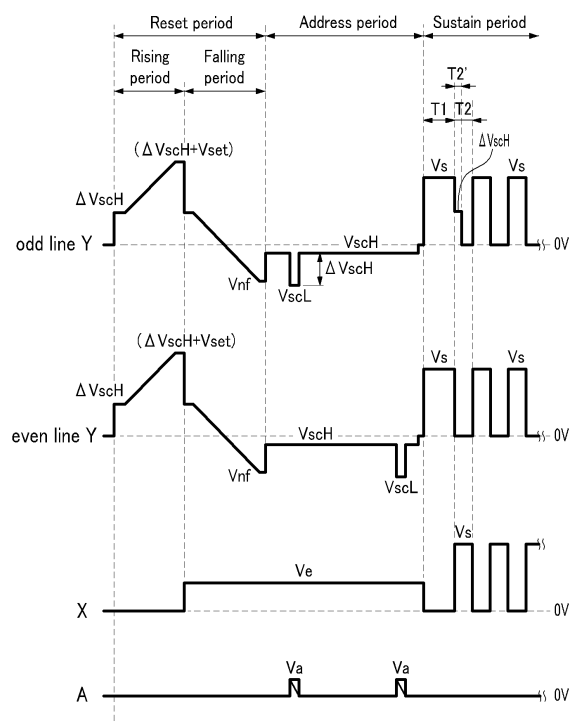 Reset period Address period Sustain period
Rising period Falling period
T2'
T1 T2
ΔVscH
(ΔVscH+Vset)
Vs Vs
ΔVscH
odd line Y
VscH
0V
ΔVscH
Vnf
VscL
(ΔVscH+Vset)
Vs Vs
ΔVscH
even line Y
VscH
0V
Vnf
VscL
Vs
Ve
X
0V
Va Va
A
0V